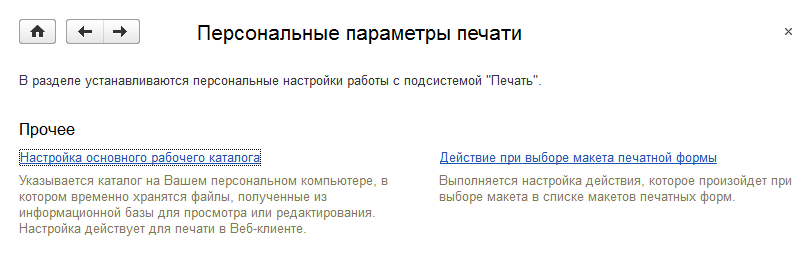 Персональные параметры печати
В разделе устанавливаются персональные настройки работы с подсистемой "Печать".
Прочее
Настройка основного рабочего каталога
Указывается каталог на Вашем персональном компьютере, в
котором временно хранятся файлы, полученные из
информационной базы для просмотра или редактирования.
Настройка действует для печати в Веб-клиенте.
Действие при выборе макета печатной формы
Выполняется настройка действия, которое произойдет при
выборе макета в списке макетов печатных форм.